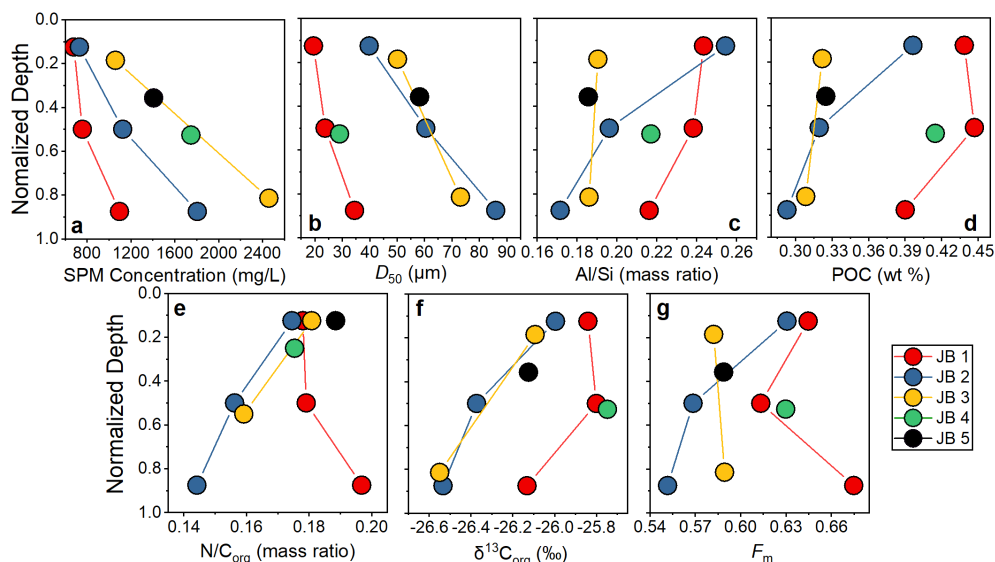 0.0
0.2
0.4
0.6
0.8
1.0
Nomalized Depth
a
b
c
d
800 1200 1600 2000 2400
20 30 40 50 60 70 80 90
0.16 0.18 0.20 0.22 0.24 0.26
0.30 0.33 0.36 0.39 0.42 0.45
SPM Concentration (mg/L)
D50 (μm)
Al/Si (mass ratio)
POC (wt %)
0.0
0.2
0.4
0.6
0.8
1.0
Normalized Depth
e
f
g
0.14 0.16 0.18 0.20
-26.6 -26.4 -26.2 -26.0 -25.8
0.54 0.57 0.60 0.63 0.66
N/Corg (mass ratio)
δ13Corg (‰)
Fm
JB 1
JB 2
JB 3
JB 4
JB 5